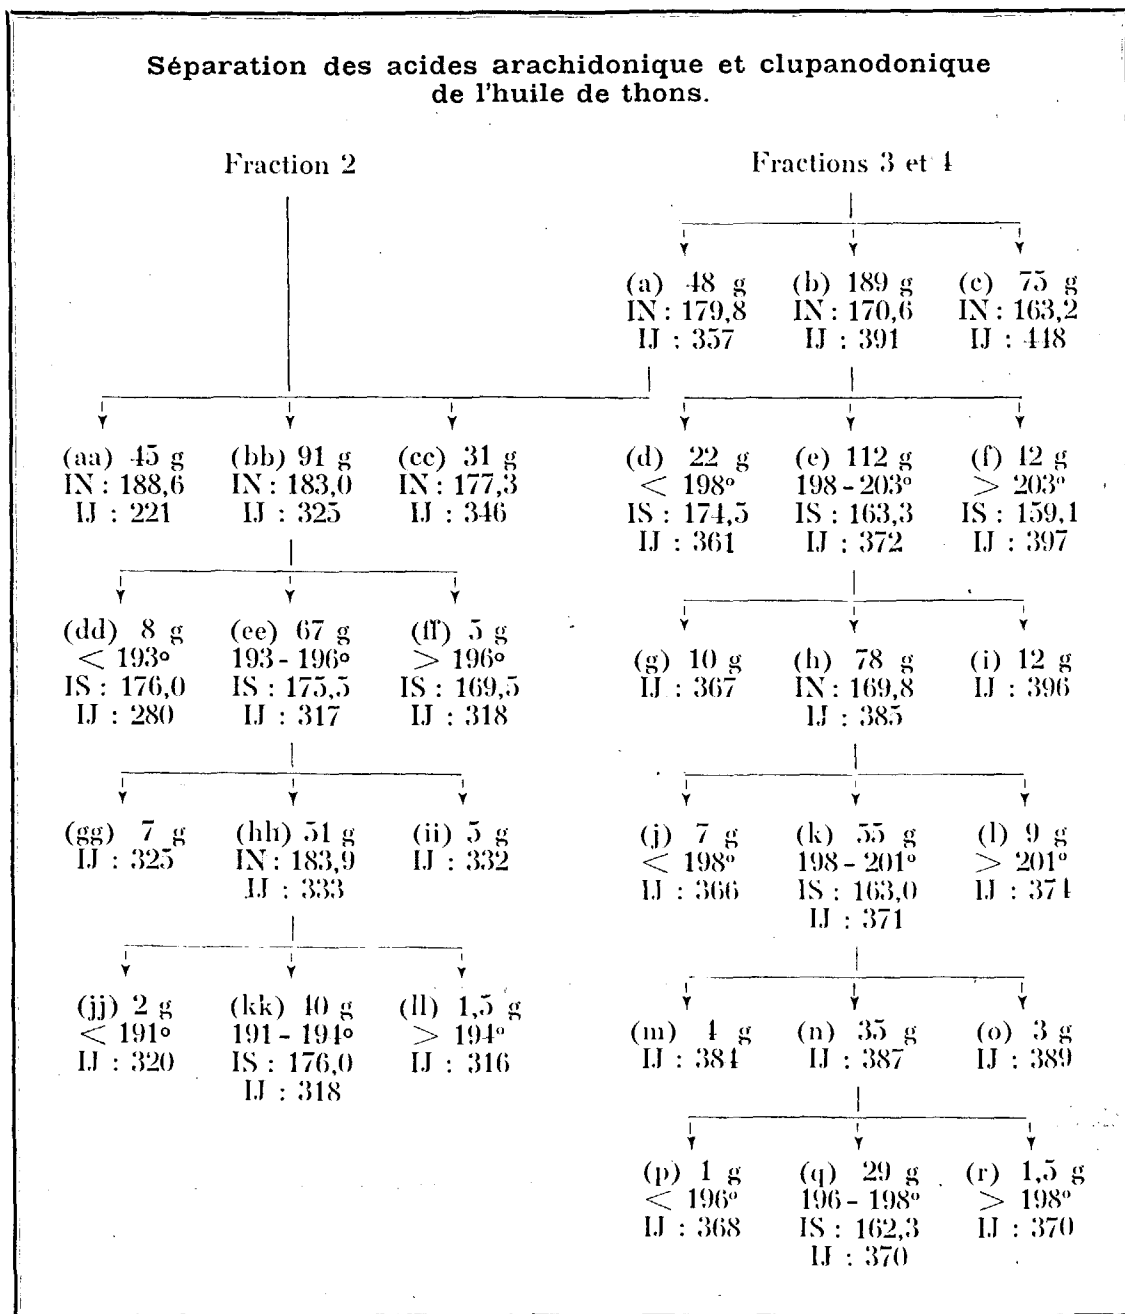 Séparation des acides arachidonique et clupanodonique
de l'huile de thons.
Fraction 2
Fractions 3 et 4
(a) 48 g
IN : 179,8
IJ : 357
(b) 189 g
IN : 170,6
IJ : 391
(c) 75 g
IN : 163,2
IJ : 448
(aa) 45 g
IN : 188,6
IJ : 221
(bb) 91 g
IN : 183,0
IJ : 325
(cc) 31 g
IN : 177,3
IJ : 346
(d) 22 g
< 198°
IS : 174,5
IJ : 361
(e) 112 g
198 - 203°
IS : 163,3
IJ : 372
(f) 42 g
> 203°
IS : 159,1
IJ : 397
(dd) 8 g
< 193°
IS : 176,0
IJ : 280
(ee) 67 g
193 - 196°
IS : 175,5
IJ : 317
(ff) 5 g
> 196°
IS : 169,5
IJ : 318
(g) 10 g
IJ : 367
(h) 78 g
IN : 169,8
IJ : 385
(i) 12 g
IJ : 396
(gg) 7 g
IJ : 325
(hh) 51 g
IN : 183,9
IJ : 333
(ii) 5 g
IJ : 332
(j) 7 g
< 198°
IJ : 366
(k) 55 g
198 - 201°
IS : 163,0
IJ : 371
(l) 9 g
> 201°
IJ : 374
(jj) 2 g
< 191°
IJ : 320
(kk) 40 g
191 - 194°
IS : 176,0
IJ : 318
(ll) 1,5 g
> 194°
IJ : 316
(m) 4 g
IJ : 384
(n) 35 g
IJ : 387
(o) 3 g
IJ : 389
(p) 1 g
< 196°
IJ : 368
(q) 29 g
196 - 198°
IS : 162,3
IJ : 370
(r) 1,5 g
> 198°
IJ : 370